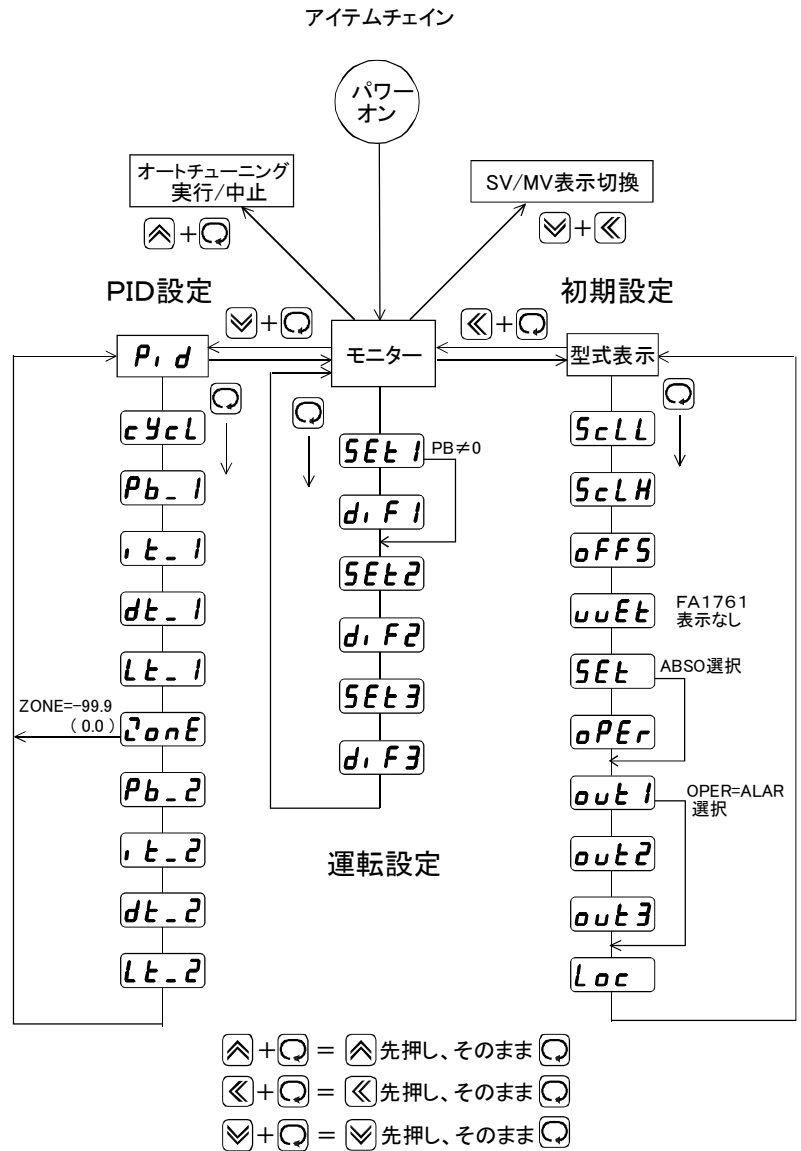 アイテムチェイン
パワー
オン
オートチューニング
実行/中止
SV/MV表示切換
+
+
PID設定
初期設定
+
+
Pid
モニター
型式表示
cycL
Pb_1
it_1
dt_1
Lt_1
ZONE=-99.9
( 0.0 )
ZonE
Pb_2
it_2
dt_2
Lt_2
SEt1
PB≠0
diF1
SEt2
diF2
SEt3
diF3
運転設定
ScLL
ScLH
oFFS
uuEt
FA1761
表示なし
SEt
ABSO選択
oPEr
out1
OPER=ALAR
選択
out2
out3
Loc
+ = 先押し、そのまま
+ = 先押し、そのまま
+ = 先押し、そのまま